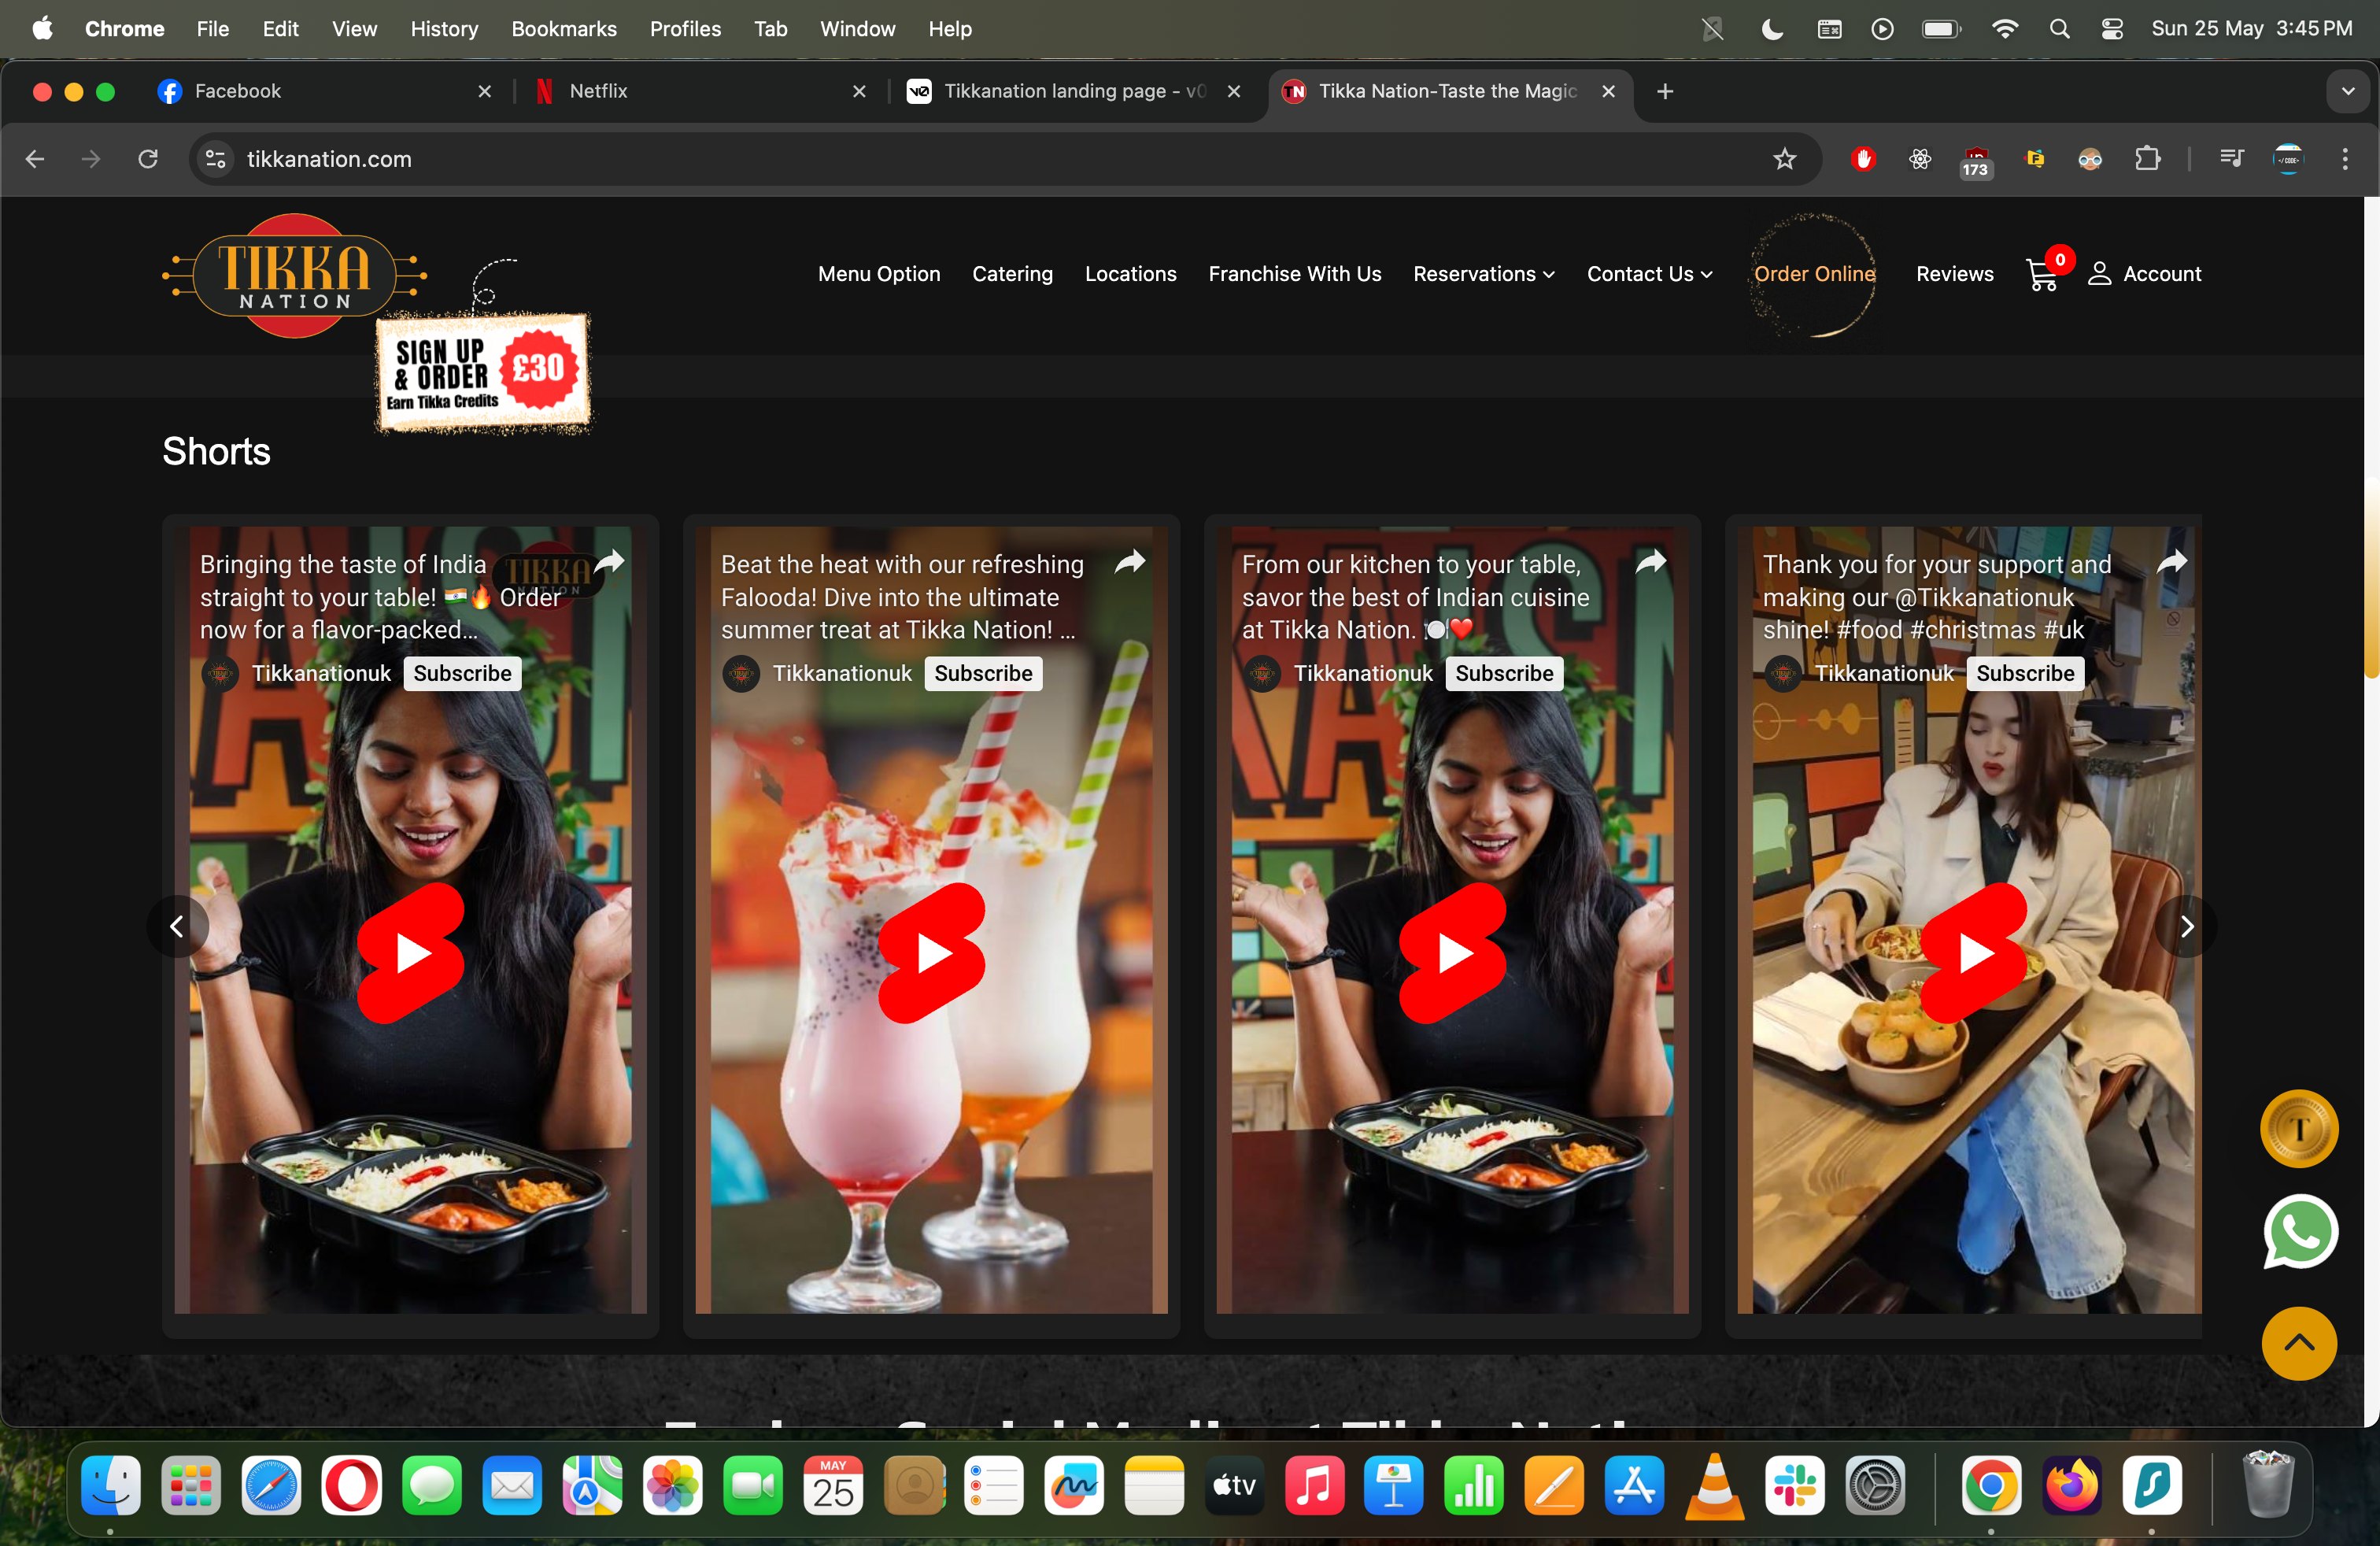 Chrome File Edit View History Bookmarks Profiles Tab Window Help Sun 25 May 3:45 PM
Facebook Netflix Tikkanation landing page - v0 Tikka Nation-Taste the Magic
tikkanation.com 173
TIKKA
NATION
Menu Option Catering Locations Franchise With Us Reservations Contact Us Order Online Reviews 0 Account
SIGN UP
& ORDER
£30
Earn Tikka Credits
Shorts
Bringing the taste of India
straight to your table! 🇮🇳🔥 Order
now for a flavor-packed...
Tikkanationuk Subscribe
TIKKA
Beat the heat with our refreshing
Falooda! Dive into the ultimate
summer treat at Tikka Nation! ...
Tikkanationuk Subscribe
From our kitchen to your table,
savor the best of Indian cuisine
at Tikka Nation. 🍽️❤️
Tikkanationuk Subscribe
Thank you for your support and
making our @Tikkanationuk
shine! #food #christmas #uk
Tikkanationuk Subscribe
T
MAY
25
tv